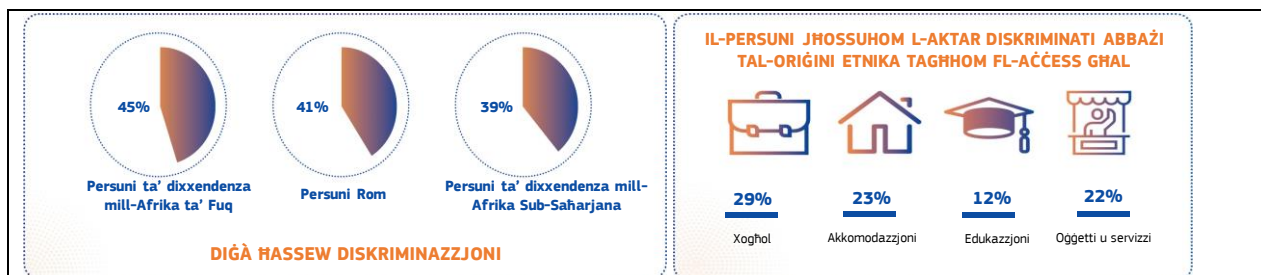 45%
41%
39%
Persuni ta’ dixxendenza
mill-Afrika ta’ Fuq
Persuni Rom
Persuni ta’ dixxendenza mill-
Afrika Sub-Saħarjana
DIĠÀ ĦASSEW DISKRIMINAZZJONI
IL-PERSUNI JĦOSSUHOM L-AKTAR DISKRIMINATI ABBAŻI
TAL-ORIĠINI ETNIKA TAGĦHOM FL-AĊĊESS GĦAL
29%
23%
12%
22%
Xogħol
Akkomodazzjoni
Edukazzjoni
Oġġetti u servizzi